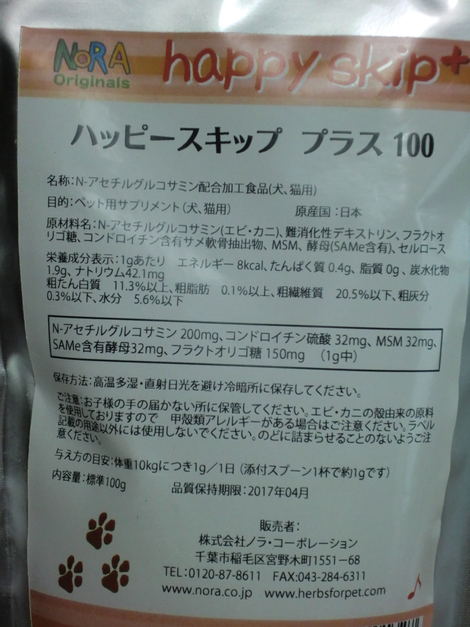 NORA
Originals
happy skip+
ハッピースキップ プラス 100
名称:N-アセチルグルコサミン配合加工食品(犬、猫用)
目的:ペット用サプリメント(犬、猫用) 原産国:日本
原材料名:N-アセチルグルコサミン(エビ・カニ)、難消化性デキストリン、フラクトオ
リゴ糖、コンドロイチン含有サメ軟骨抽出物、MSM、酵母(SAMe含有)、セルロース
栄養成分表示:1gあたり エネルギー 8kcal、たんぱく質 0.4g、脂質 0g 、炭水化物
1.9g、ナトリウム42.1mg
粗たん白質 11.3%以上、粗脂肪 0.1%以上、粗繊維質 20.5%以下、粗灰分
0.3%以下、水分 5.6%以下
N-アセチルグルコサミン 200mg、コンドロイチン硫酸 32mg、MSM 32mg、
SAMe含有酵母32mg、フラクトオリゴ糖 150mg (1g中)
保存方法:高温多湿・直射日光を避け冷暗所に保存してください。
ご注意:お子様の手の届かない所に保管してください。エビ・カニの殻由来の原料
を使用しておりますので 甲殻類アレルギーがある場合はご注意ください。ラベル
記載の用途以外には使用しないでください。のどに詰まらせることのないようご注
意ください。
与え方の目安:体重10kgにつき1g/1日(添付スプーン1杯で約1gです)
内容量:標準100g 品質保持期限:2017年04月
販売者:
株式会社ノラ・コーポレーション
千葉市稲毛区宮野木町1551-68
TEL:0120-87-8611 FAX:043-284-6311
www.nora.co.jp www.herbsforpet.com